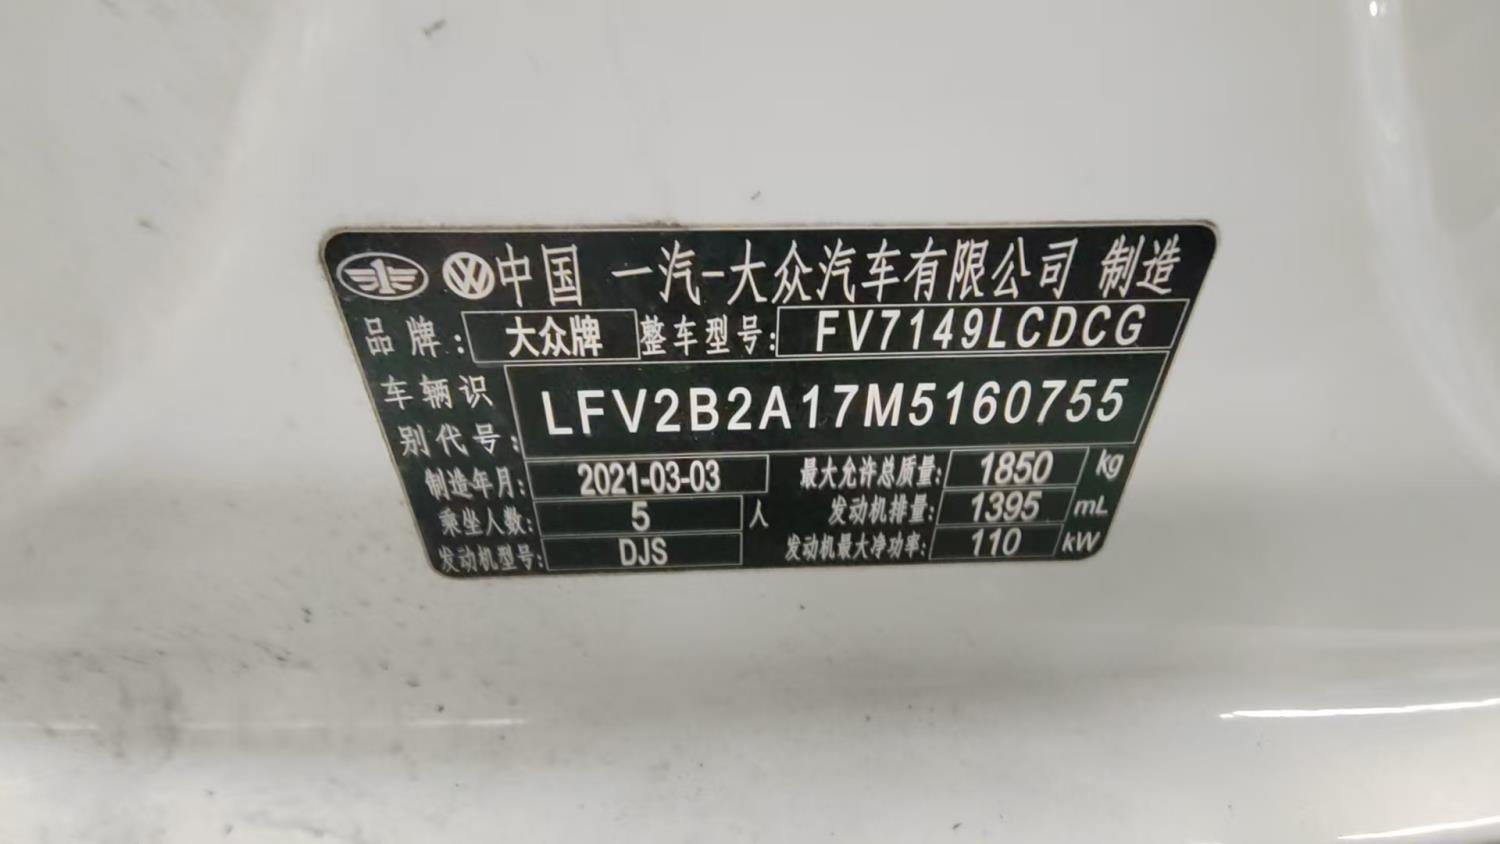 中国 一汽-大众汽车有限公司 制造
品牌: 大众牌 整车型号: FV7149LCDCG
车辆识别代号: LFV2B2A17M5160755
制造年月: 2021-03-03 最大允许总质量: 1850 kg
乘坐人数: 5 人 发动机排量: 1395 mL
发动机型号: DJS 发动机最大净功率: 110 kW